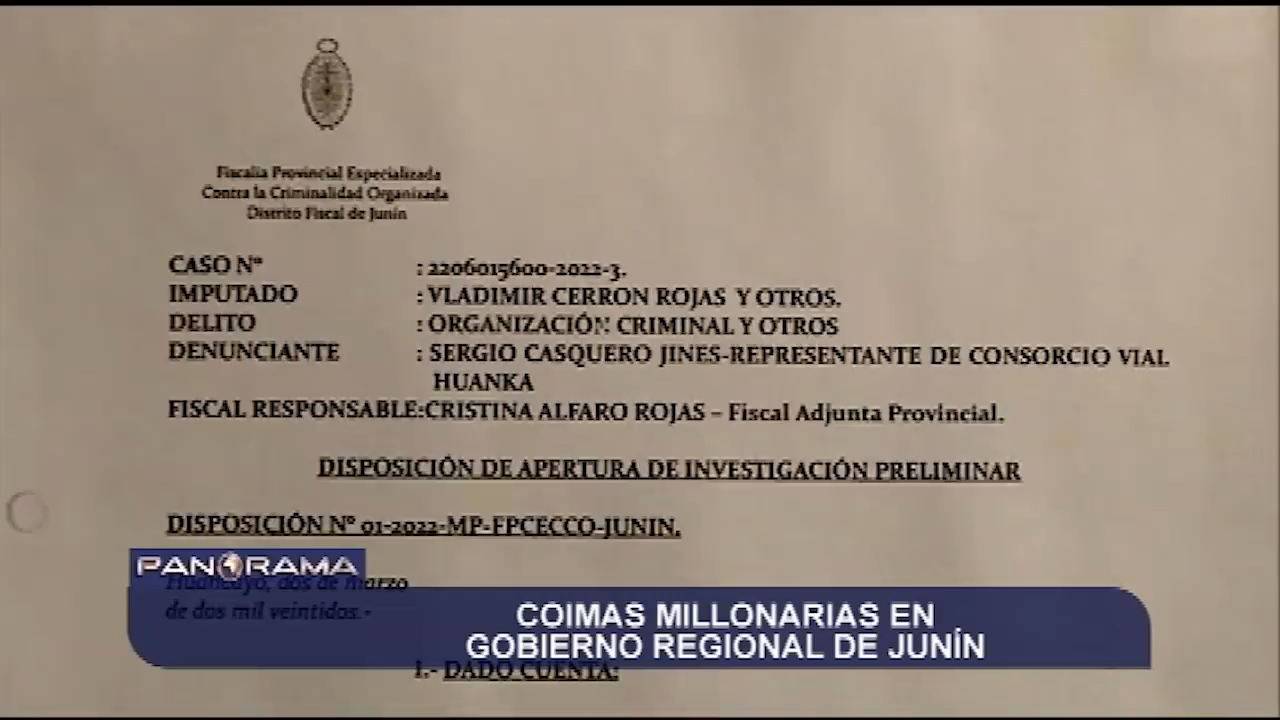 Fiscalia Provincial Especializada
Contra la Criminalidad Organizada
Distrito Fiscal de Junín
CASO Nº : 2206015600-2022-3.
IMPUTADO : VLADIMIR CERRON ROJAS Y OTROS.
DELITO : ORGANIZACIÓN CRIMINAL Y OTROS
DENUNCIANTE : SERGIO CASQUERO JINES-REPRESENTANTE DE CONSORCIO VIAL
HUANKA
FISCAL RESPONSABLE:CRISTINA ALFARO ROJAS – Fiscal Adjunta Provincial.
DISPOSICIÓN DE APERTURA DE INVESTIGACIÓN PRELIMINAR
DISPOSICIÓN Nº 01-2022-MP-FPCECCO-JUNIN.
PANORAMA
Huancayo, dos de marzo
de dos mil veintidos.-
COIMAS MILLONARIAS EN
GOBIERNO REGIONAL DE JUNÍN
I.- DADO CUENTA: